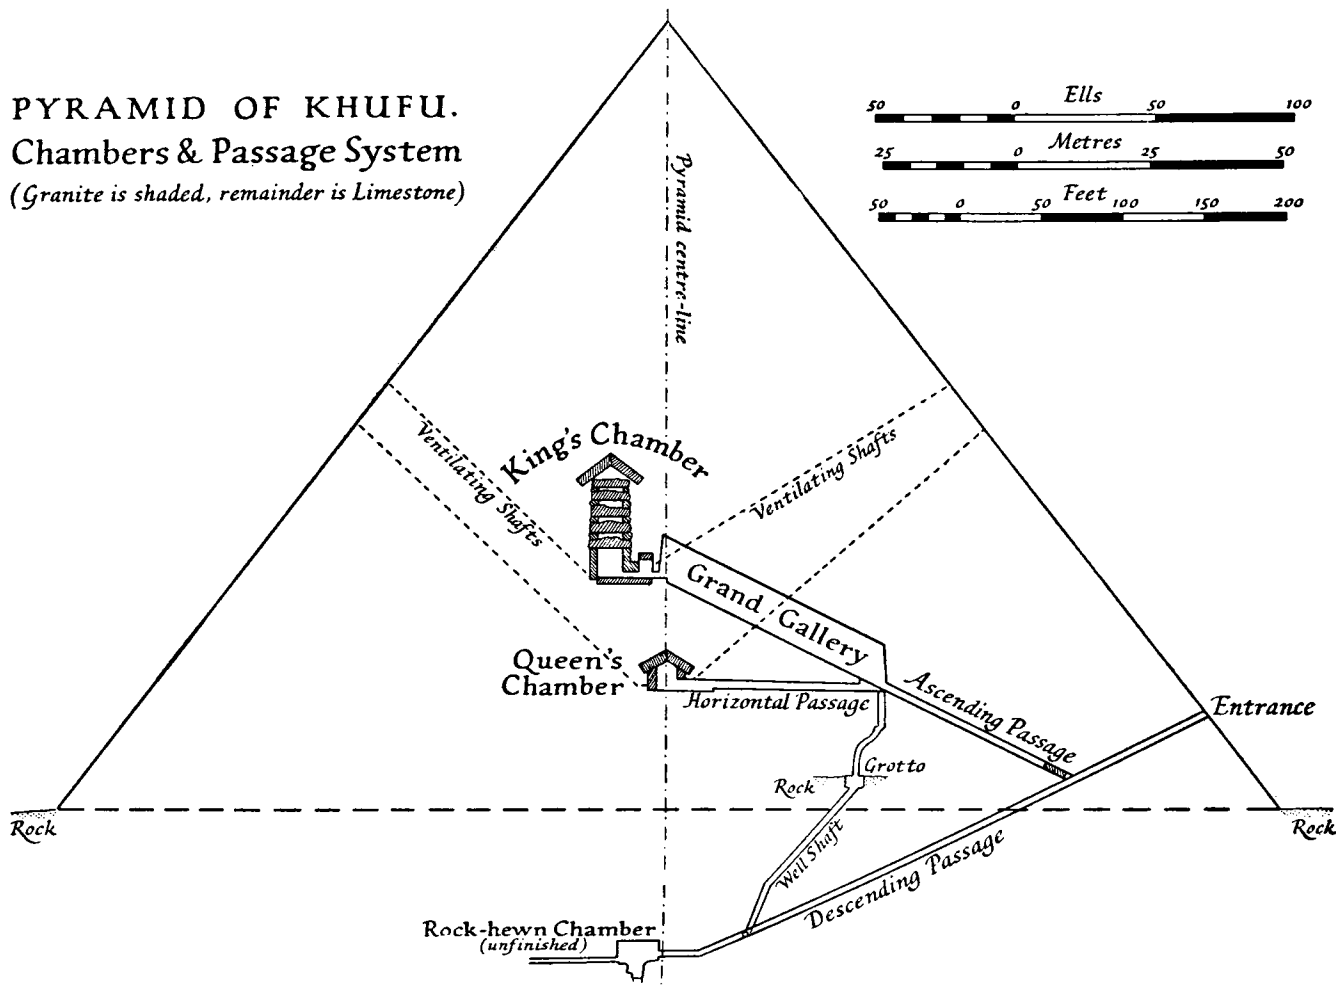 PYRAMID OF KHUFU.
Chambers & Passage System
(Granite is shaded, remainder is Limestone)
50 0 Ells 50 100
25 0 Metres 25 50
50 0 50 Feet 100 150 200
Pyramid centre-line
King's Chamber
Ventilating Shafts
Ventilating Shafts
Grand Gallery
Queen's
Chamber
Horizontal Passage
Ascending Passage
Entrance
Grotto
Rock
Rock
Rock
Well Shaft
Descending Passage
Rock-hewn Chamber
(unfinished)